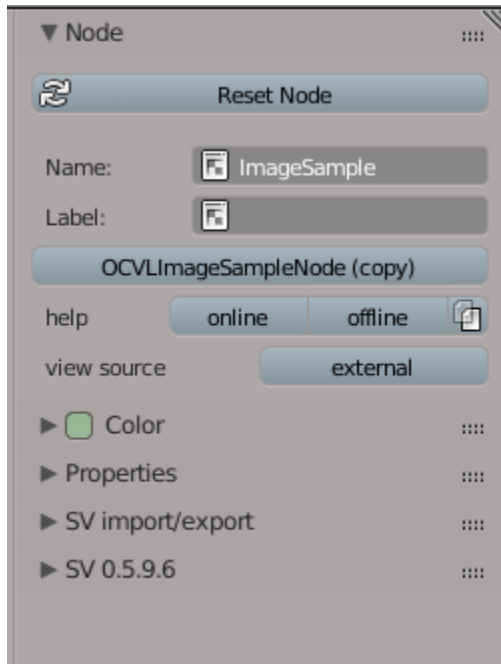 Node
Reset Node
Name: ImageSample
Label:
OCVLImageSampleNode (copy)
help online offline
view source external
Color
Properties
SV import/export
SV 0.5.9.6